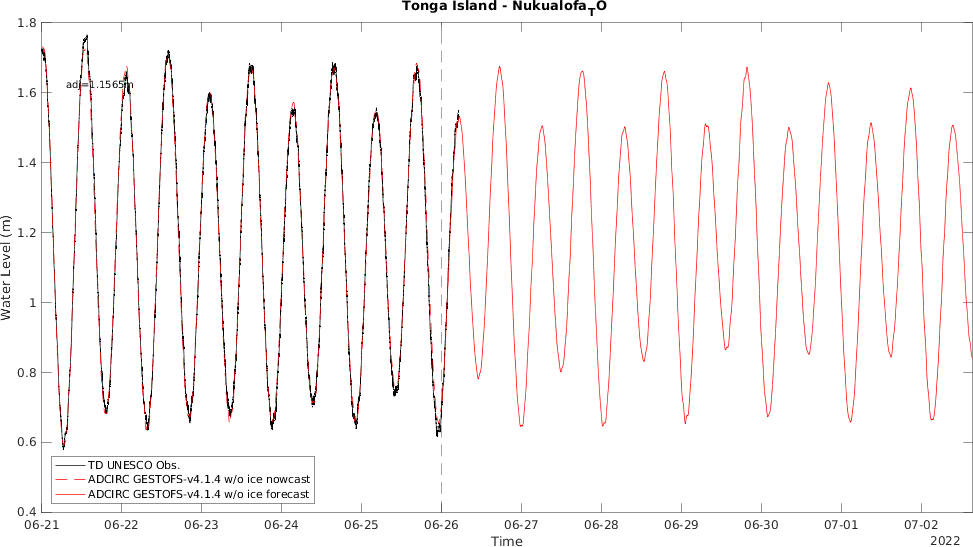 Tonga Island - NukualofaTO
1.8
adj=1.1565m
1.6
1.4
1.2
1
0.8
0.6
0.4
Water Level (m)
TD UNESCO Obs.
ADCIRC GESTOFS-v4.1.4 w/o ice nowcast
ADCIRC GESTOFS-v4.1.4 w/o ice forecast
06-21 06-22 06-23 06-24 06-25 06-26 06-27 06-28 06-29 06-30 07-01 07-02
Time
2022